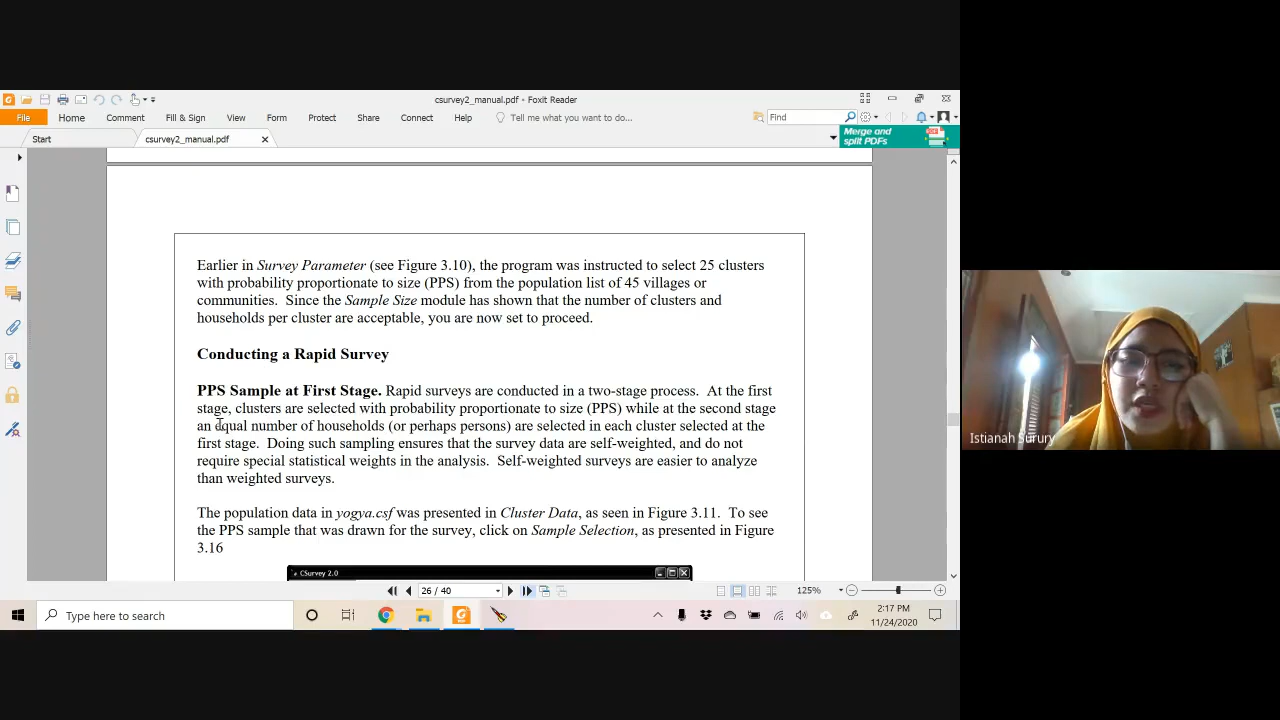 csurvey2_manual.pdf - Foxit Reader
File
Home
Comment
Fill & Sign
View
Form
Protect
Share
Connect
Help
Tell me what you want to do...
Find
Start
csurvey2_manual.pdf
Merge and
split PDFs
Earlier in Survey Parameter (see Figure 3.10), the program was instructed to select 25 clusters
with probability proportionate to size (PPS) from the population list of 45 villages or
communities. Since the Sample Size module has shown that the number of clusters and
households per cluster are acceptable, you are now set to proceed.
Conducting a Rapid Survey
PPS Sample at First Stage. Rapid surveys are conducted in a two-stage process. At the first
stage, clusters are selected with probability proportionate to size (PPS) while at the second stage
an equal number of households (or perhaps persons) are selected in each cluster selected at the
first stage. Doing such sampling ensures that the survey data are self-weighted, and do not
require special statistical weights in the analysis. Self-weighted surveys are easier to analyze
than weighted surveys.
The population data in yogya.csf was presented in Cluster Data, as seen in Figure 3.11. To see
the PPS sample that was drawn for the survey, click on Sample Selection, as presented in Figure
3.16
CSurvey 2.0
26 / 40
125%
Type here to search
2:17 PM
11/24/2020
Istianah Surury